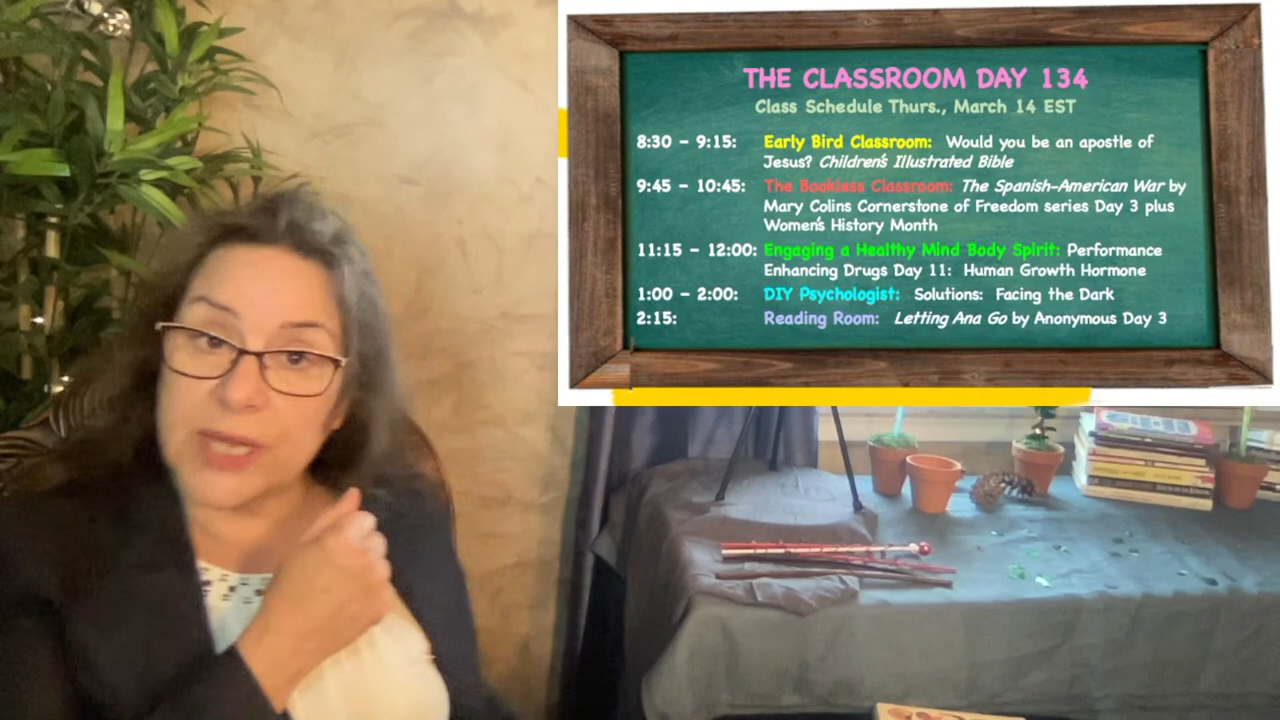 THE CLASSROOM DAY 134
Class Schedule Thurs., March 14 EST
8:30 – 9:15: Early Bird Classroom: Would you be an apostle of
Jesus? Children's Illustrated Bible
9:45 – 10:45: The Bookless Classroom: The Spanish-American War by
Mary Colins Cornerstone of Freedom series Day 3 plus
Women's History Month
11:15 – 12:00: Engaging a Healthy Mind Body Spirit: Performance
Enhancing Drugs Day 11: Human Growth Hormone
1:00 – 2:00: DIY Psychologist: Solutions: Facing the Dark
2:15: Reading Room: Letting Ana Go by Anonymous Day 3